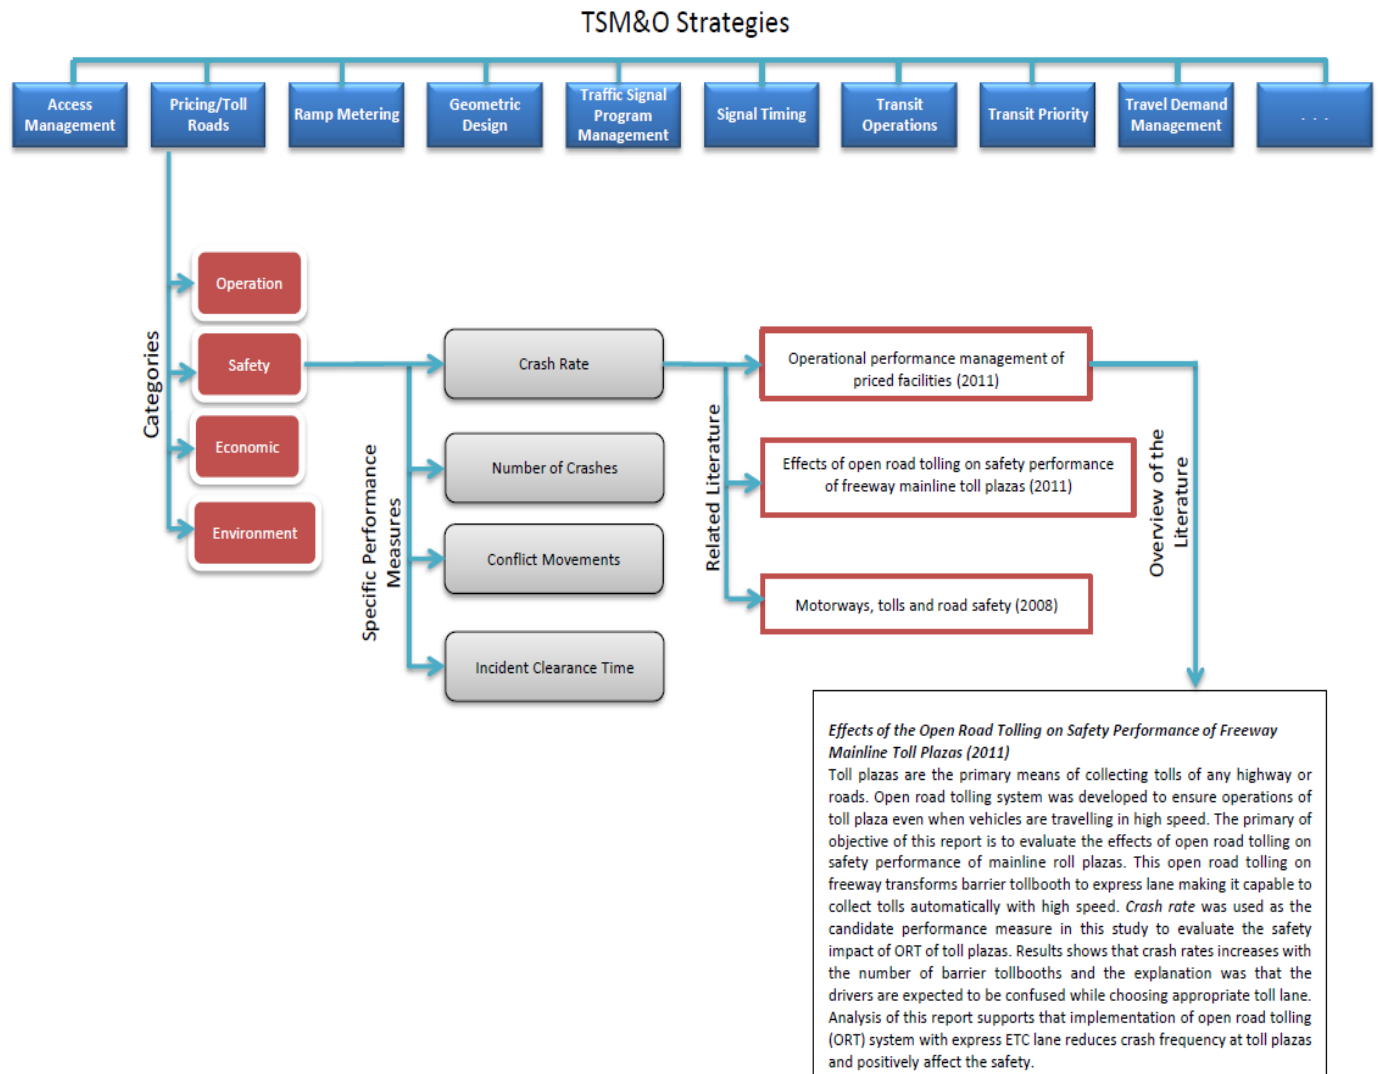 TSM&O Strategies
Access
Management
Pricing/Toll
Roads
Ramp Metering
Geometric
Design
Traffic Signal
Program
Management
Signal Timing
Transit
Operations
Transit Priority
Travel Demand
Management
. . .
Categories
Operation
Safety
Economic
Environment
Specific Performance
Measures
Crash Rate
Number of Crashes
Conflict Movements
Incident Clearance Time
Related Literature
Operational performance management of
priced facilities (2011)
Effects of open road tolling on safety performance
of freeway mainline toll plazas (2011)
Motorways, tolls and road safety (2008)
Overview of the
Literature
Effects of the Open Road Tolling on Safety Performance of Freeway
Mainline Toll Plazas (2011)
Toll plazas are the primary means of collecting tolls of any highway or
roads. Open road tolling system was developed to ensure operations of
toll plaza even when vehicles are travelling in high speed. The primary of
objective of this report is to evaluate the effects of open road tolling on
safety performance of mainline roll plazas. This open road tolling on
freeway transforms barrier tollbooth to express lane making it capable to
collect tolls automatically with high speed. Crash rate was used as the
candidate performance measure in this study to evaluate the safety
impact of ORT of toll plazas. Results shows that crash rates increases with
the number of barrier tollbooths and the explanation was that the
drivers are expected to be confused while choosing appropriate toll lane.
Analysis of this report supports that implementation of open road tolling
(ORT) system with express ETC lane reduces crash frequency at toll plazas
and positively affect the safety.